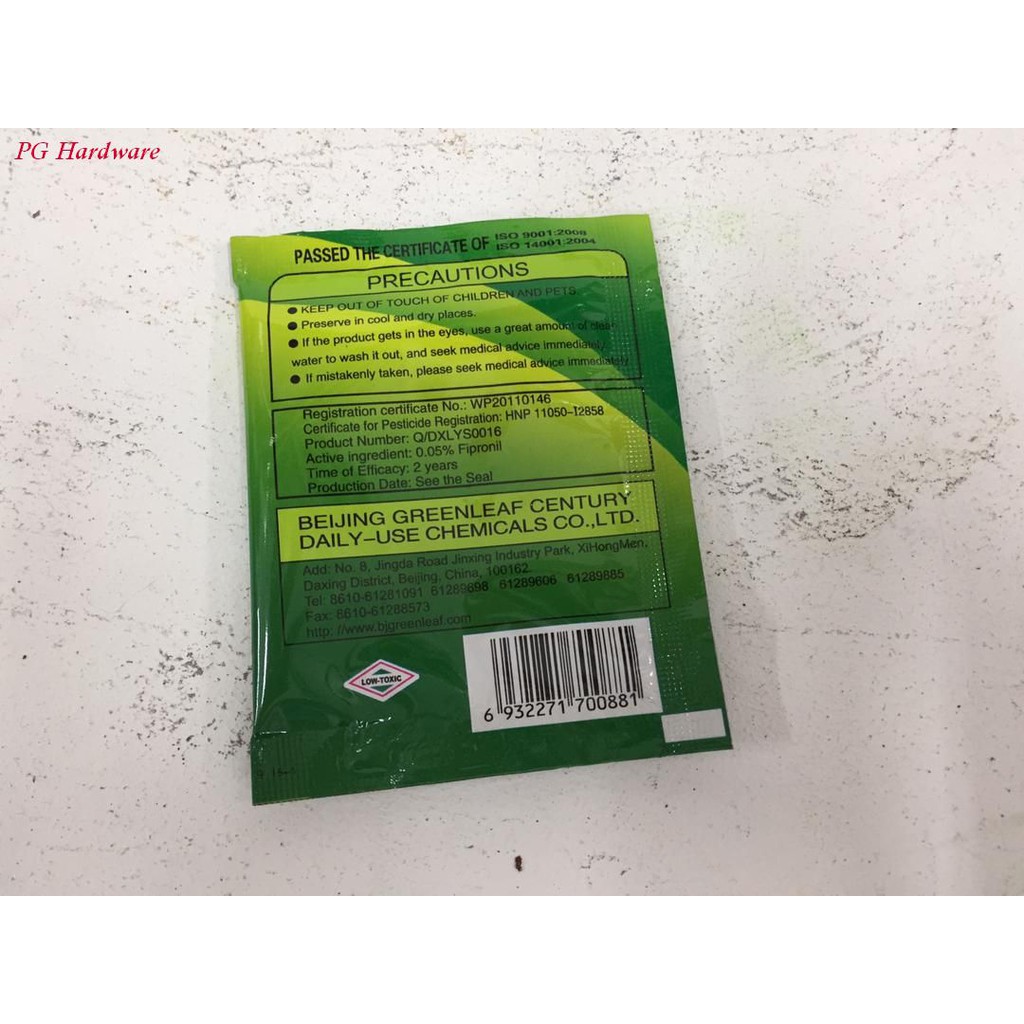 PG Hardware
PASSED THE CERTIFICATE OF ISO 9001:2008
ISO 14001:2004
PRECAUTIONS
● KEEP OUT OF TOUCH OF CHILDREN AND PETS
● Preserve in cool and dry places.
● If the product gets in the eyes, use a great amount of clean
water to wash it out, and seek medical advice immediately.
● If mistakenly taken, please seek medical advice immediately
Registration certificate No.: WP20110146
Certificate for Pesticide Registration: HNP 11050-I2858
Product Number: Q/DXLYS0016
Active ingredient: 0.05% Fipronil
Time of Efficacy: 2 years
Production Date: See the Seal
BEIJING GREENLEAF CENTURY
DAILY-USE CHEMICALS CO.,LTD.
Add: No. 8, Jingda Road Jinxing Industry Park, XiHongMen,
Daxing District, Beijing, China, 100162.
Tel: 8610-61281091 61289698 61289606 61289885
Fax: 8610-61288573
http: //www.bjgreenleaf.com
LOW-TOXIC
6 932271 700881